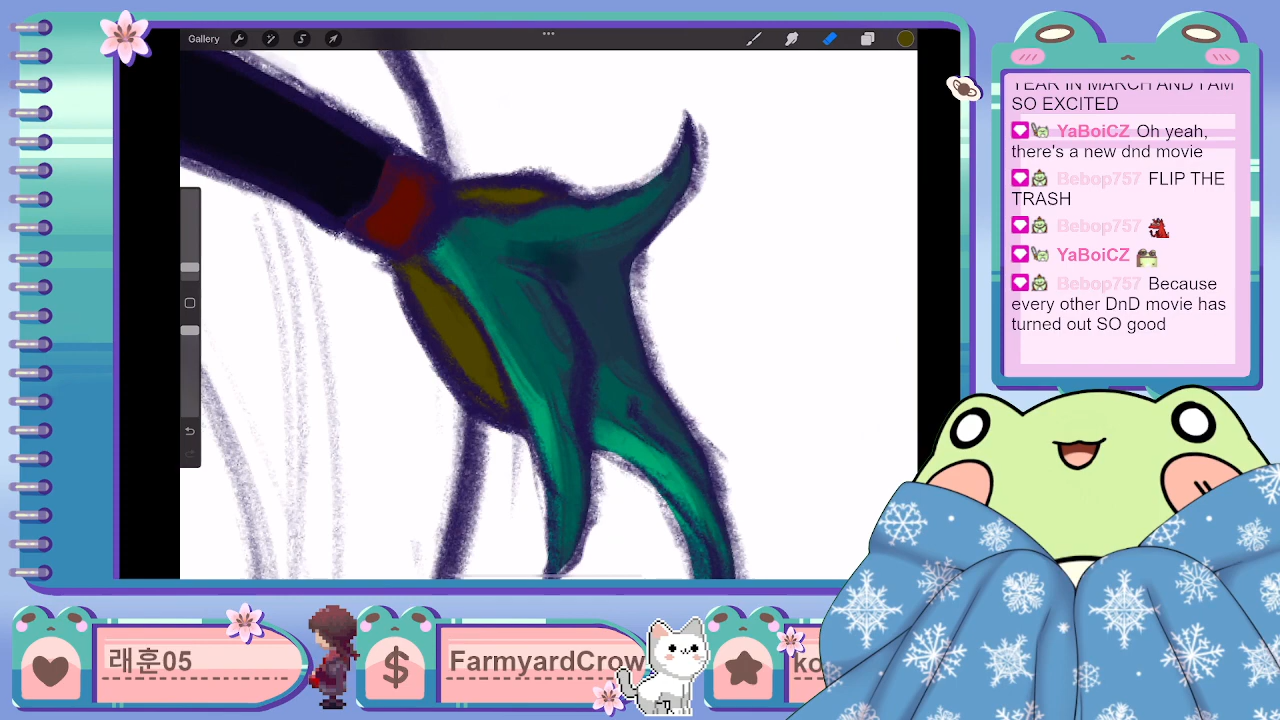 Gallery
YEAR IN MARCH AND I AM
SO EXCITED
YaBoiCZ Oh yeah,
there's a new dnd movie
Bebop757 FLIP THE
TRASH
Bebop757
YaBoiCZ
Bebop757 Because
every other DnD movie has
turned out SO good.
래훈05
$
FarmyardCrow
ko